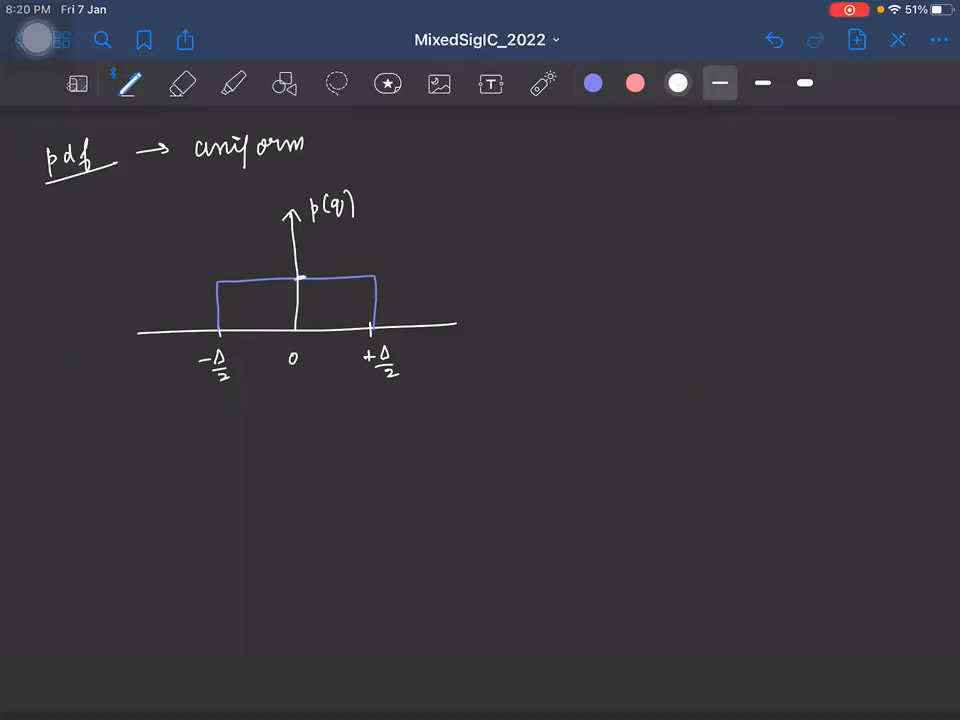 8:20 PM Fri 7 Jan 51%
MixedSigIC_2022
T
pdf → uniform
p(q)
-Δ/2 0 +Δ/2